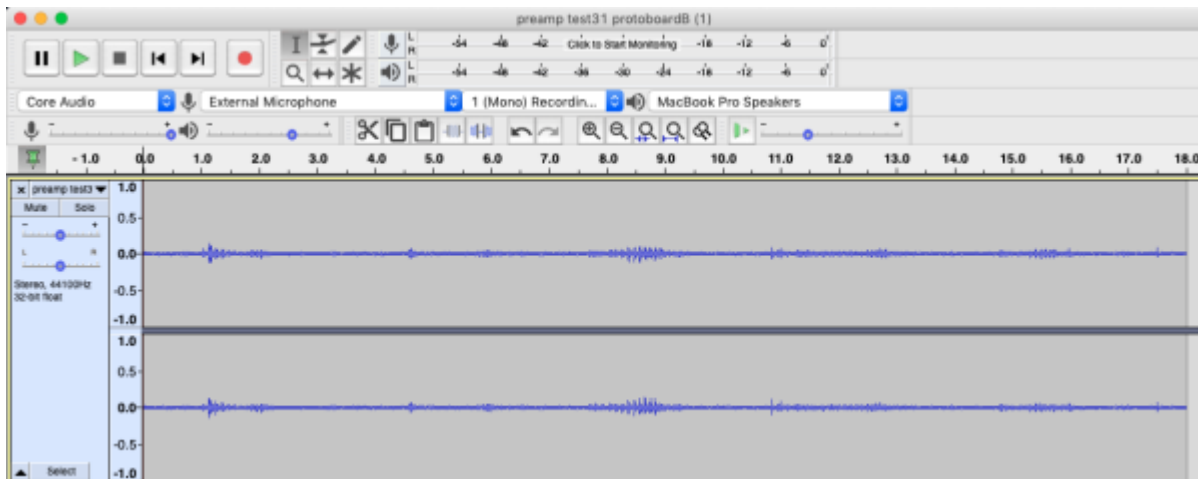 preamp test31 protoboardB (1)
L R -54 -48 -42 Click to Start Monitoring -18 -12 -6 0
L R -54 -48 -42 -36 -30 -24 -18 -12 -6 0
Core Audio External Microphone 1 (Mono) Recordin... MacBook Pro Speakers
- + - + - +
- 1.0 0.0 1.0 2.0 3.0 4.0 5.0 6.0 7.0 8.0 9.0 10.0 11.0 12.0 13.0 14.0 15.0 16.0 17.0 18.0
x preamp test3 1.0
Mute Solo
- + 0.5
L R 0.0
Stereo, 44100Hz
32-bit float -0.5
-1.0
1.0
0.5
0.0
-0.5
Select -1.0